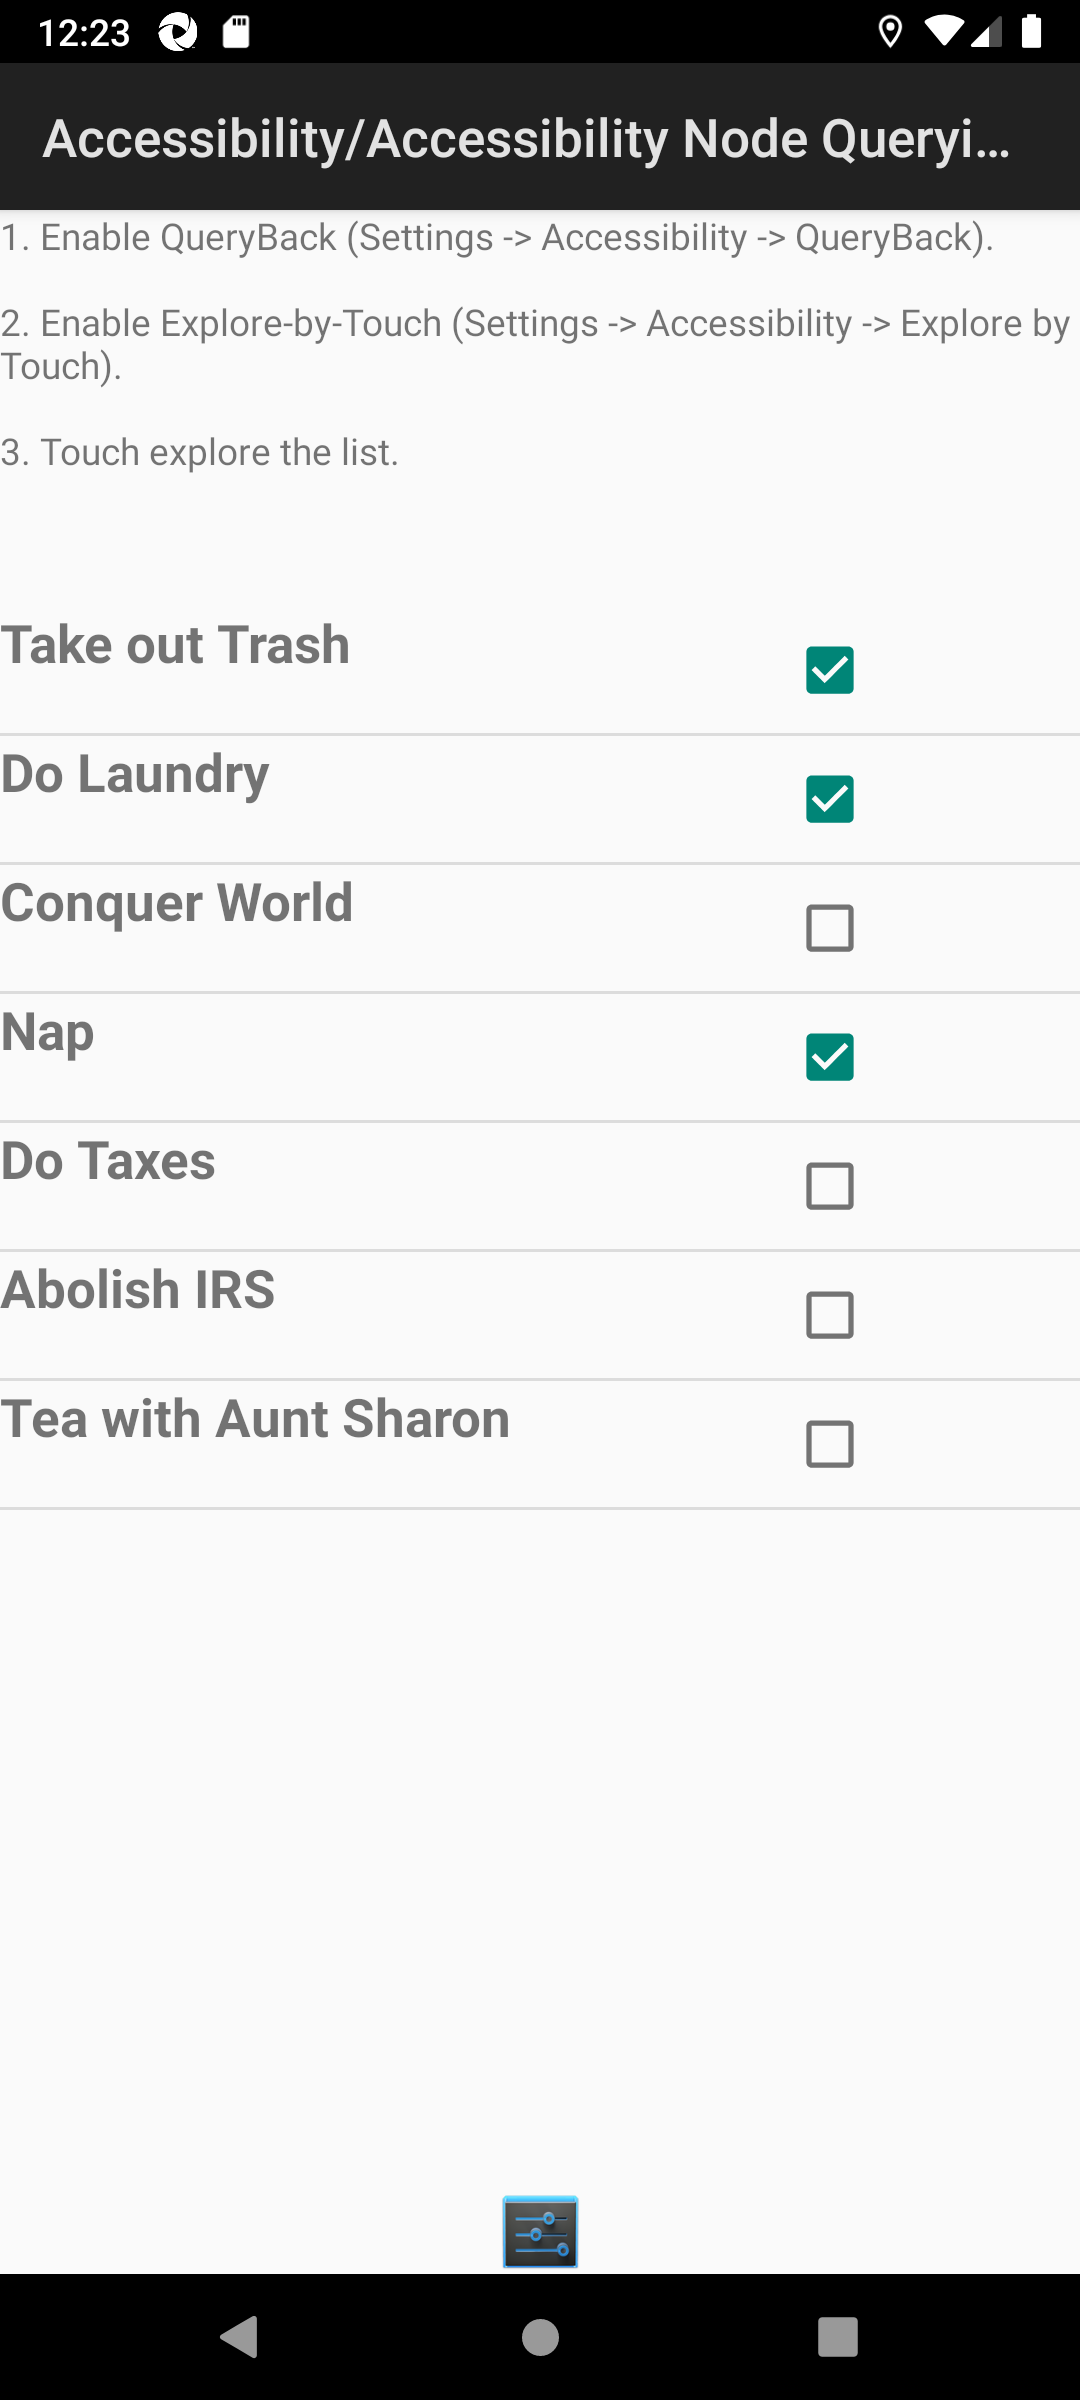 12:23
Accessibility/Accessibility Node Queryi…
1. Enable QueryBack (Settings -> Accessibility -> QueryBack).
2. Enable Explore-by-Touch (Settings -> Accessibility -> Explore by
Touch).
3. Touch explore the list.
Take out Trash
Do Laundry
Conquer World
Nap
Do Taxes
Abolish IRS
Tea with Aunt Sharon